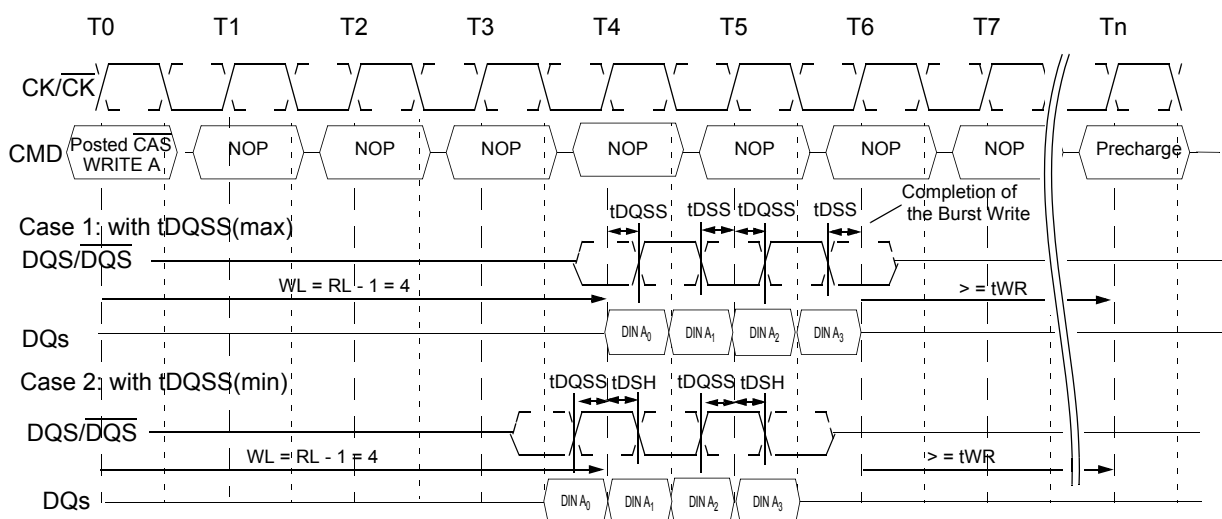 T0 T1 T2 T3 T4 T5 T6 T7 Tn
CK/CK
CMD Posted CAS WRITE A NOP NOP NOP NOP NOP NOP NOP Precharge
Completion of
the Burst Write
tDQSS tDSS tDQSS tDSS
Case 1: with tDQSS(max)
DQS/DQS
WL = RL - 1 = 4 > = tWR
DQs DIN A0 DIN A1 DIN A2 DIN A3
Case 2: with tDQSS(min)
tDQSS tDSH tDQSS tDSH
DQS/DQS
WL = RL - 1 = 4 > = tWR
DQs DIN A0 DIN A1 DIN A2 DIN A3